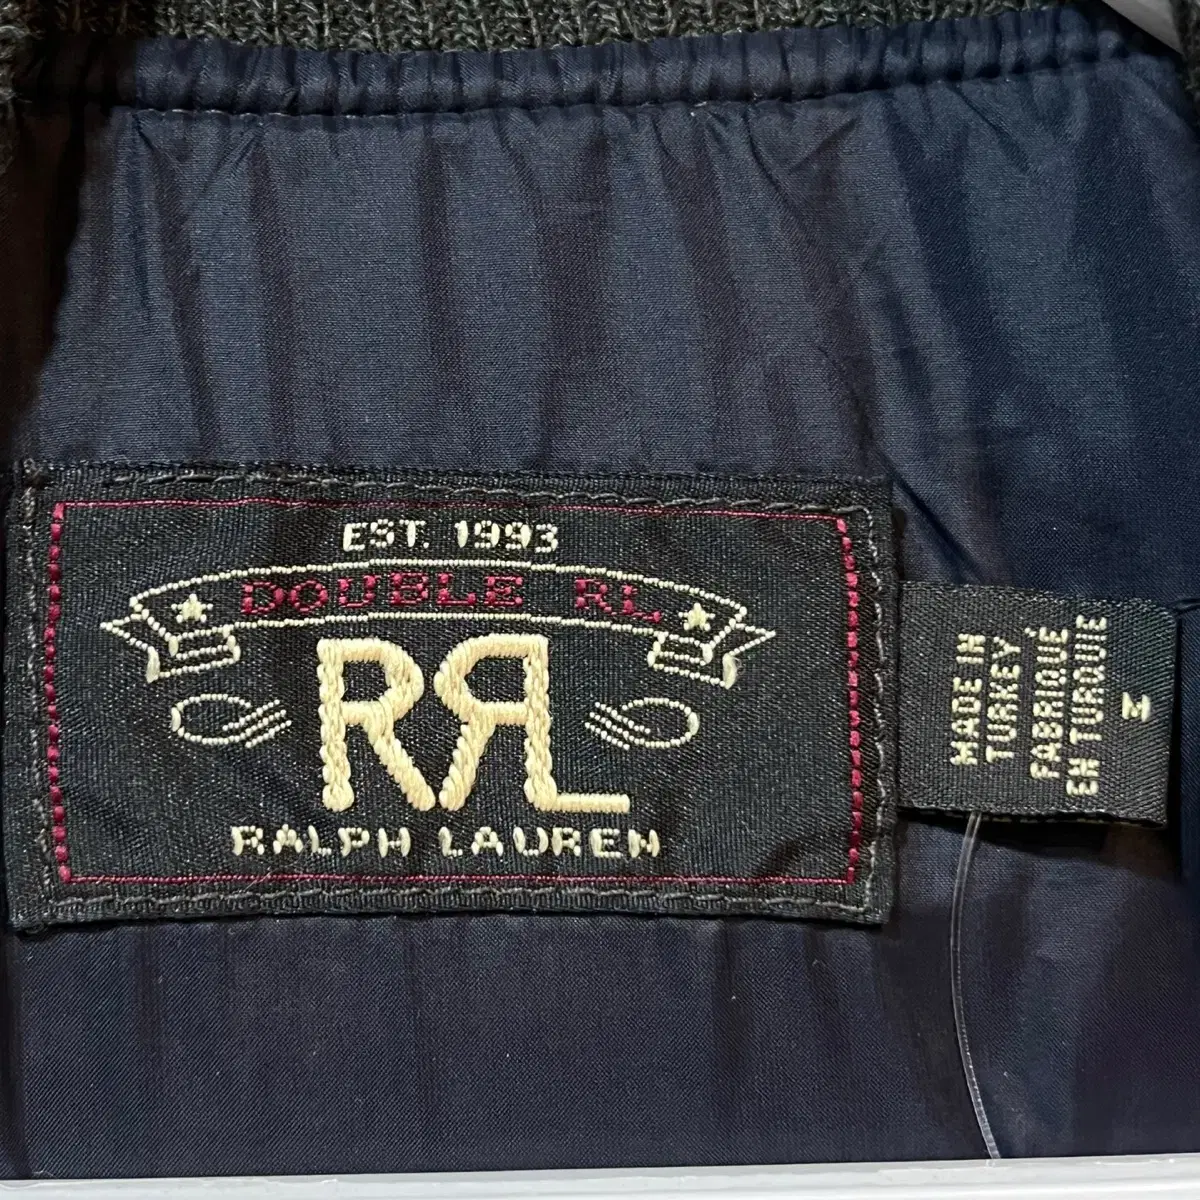 EST. 1993
DOUBLE RL
RRL
RALPH LAUREN
MADE IN
TURKEY
FABRIQUÉ
EN TURQUIE
M